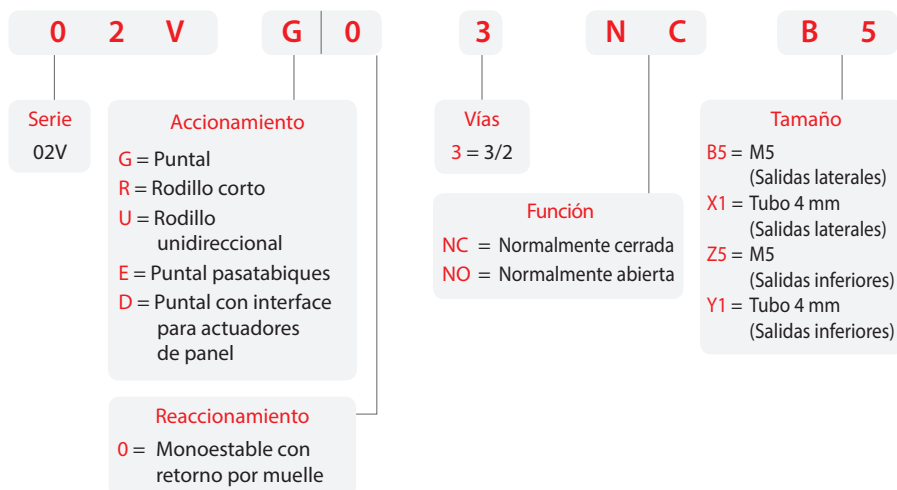 0 2 V G 0 3 N C B 5
Serie
02V
Accionamiento
G = Puntal
R = Rodillo corto
U = Rodillo
unidireccional
E = Puntal pasatabiques
D = Puntal con interface
para actuadores
de panel
Reaccionamiento
0 = Monoestable con
retorno por muelle
Vías
3 = 3/2
Función
NC = Normalmente cerrada
NO = Normalmente abierta
Tamaño
B5 = M5
(Salidas laterales)
X1 = Tubo 4 mm
(Salidas laterales)
Z5 = M5
(Salidas inferiores)
Y1 = Tubo 4 mm
(Salidas inferiores)